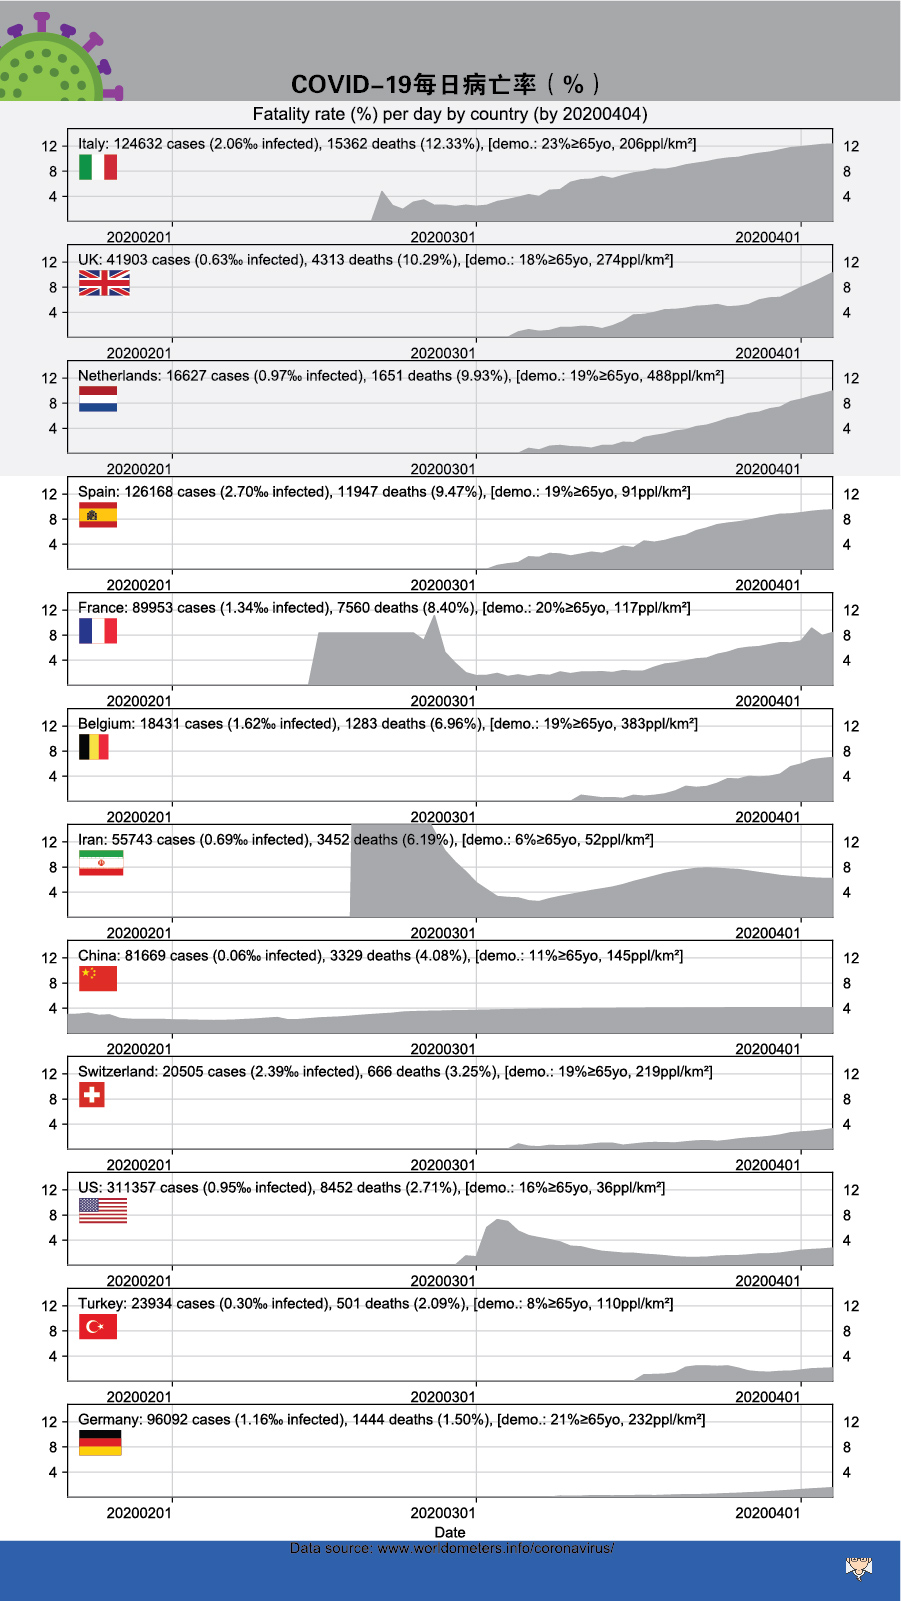 COVID-19每日病亡率（%）
Fatality rate (%) per day by country (by 20200404)
Italy: 124632 cases (2.06‰ infected), 15362 deaths (12.33%), [demo.: 23%≥65yo, 206ppl/km²]
12 12
8 8
4 4
20200201 20200301 20200401
UK: 41903 cases (0.63‰ infected), 4313 deaths (10.29%), [demo.: 18%≥65yo, 274ppl/km²]
12 12
8 8
4 4
20200201 20200301 20200401
Netherlands: 16627 cases (0.97‰ infected), 1651 deaths (9.93%), [demo.: 19%≥65yo, 488ppl/km²]
12 12
8 8
4 4
20200201 20200301 20200401
Spain: 126168 cases (2.70‰ infected), 11947 deaths (9.47%), [demo.: 19%≥65yo, 91ppl/km²]
12 12
8 8
4 4
20200201 20200301 20200401
France: 89953 cases (1.34‰ infected), 7560 deaths (8.40%), [demo.: 20%≥65yo, 117ppl/km²]
12 12
8 8
4 4
20200201 20200301 20200401
Belgium: 18431 cases (1.62‰ infected), 1283 deaths (6.96%), [demo.: 19%≥65yo, 383ppl/km²]
12 12
8 8
4 4
20200201 20200301 20200401
Iran: 55743 cases (0.69‰ infected), 3452 deaths (6.19%), [demo.: 6%≥65yo, 52ppl/km²]
12 12
8 8
4 4
20200201 20200301 20200401
China: 81669 cases (0.06‰ infected), 3329 deaths (4.08%), [demo.: 11%≥65yo, 145ppl/km²]
12 12
8 8
4 4
20200201 20200301 20200401
Switzerland: 20505 cases (2.39‰ infected), 666 deaths (3.25%), [demo.: 19%≥65yo, 219ppl/km²]
12 12
8 8
4 4
20200201 20200301 20200401
US: 311357 cases (0.95‰ infected), 8452 deaths (2.71%), [demo.: 16%≥65yo, 36ppl/km²]
12 12
8 8
4 4
20200201 20200301 20200401
Turkey: 23934 cases (0.30‰ infected), 501 deaths (2.09%), [demo.: 8%≥65yo, 110ppl/km²]
12 12
8 8
4 4
20200201 20200301 20200401
Germany: 96092 cases (1.16‰ infected), 1444 deaths (1.50%), [demo.: 21%≥65yo, 232ppl/km²]
12 12
8 8
4 4
20200201 20200301 20200401
Date
Data source: www.worldometers.info/coronavirus/